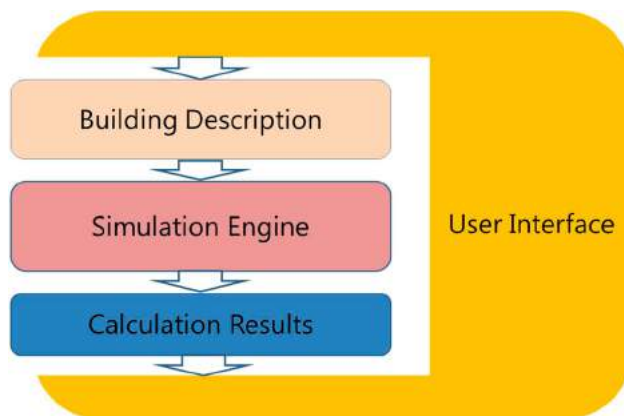 Building Description
Simulation Engine
User Interface
Calculation Results